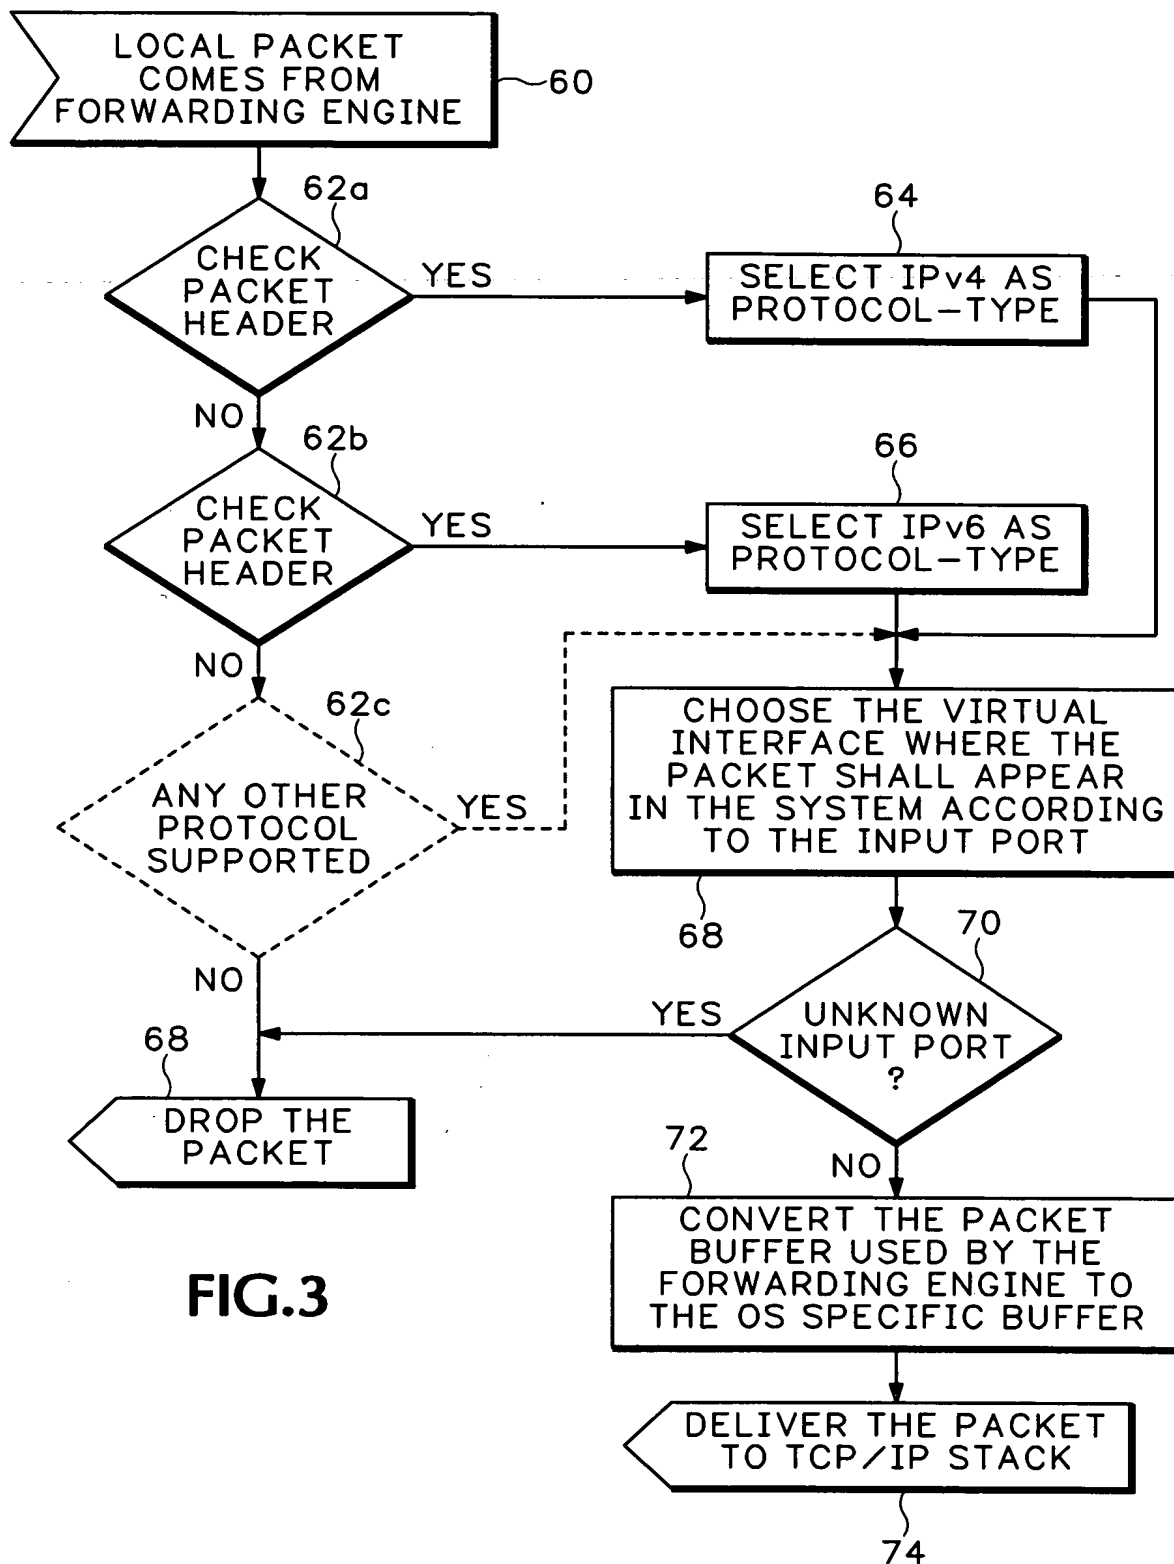 LOCAL PACKET
COMES FROM
FORWARDING ENGINE
60
62a
CHECK
PACKET
HEADER
YES
64
SELECT IPv4 AS
PROTOCOL-TYPE
NO
62b
CHECK
PACKET
HEADER
YES
66
SELECT IPv6 AS
PROTOCOL-TYPE
NO
62c
ANY OTHER
PROTOCOL
SUPPORTED
YES
CHOOSE THE VIRTUAL
INTERFACE WHERE THE
PACKET SHALL APPEAR
IN THE SYSTEM ACCORDING
TO THE INPUT PORT
68
NO
70
UNKNOWN
INPUT PORT
?
YES
68
DROP THE
PACKET
NO
72
CONVERT THE PACKET
BUFFER USED BY THE
FORWARDING ENGINE TO
THE OS SPECIFIC BUFFER
DELIVER THE PACKET
TO TCP/IP STACK
74
FIG.3